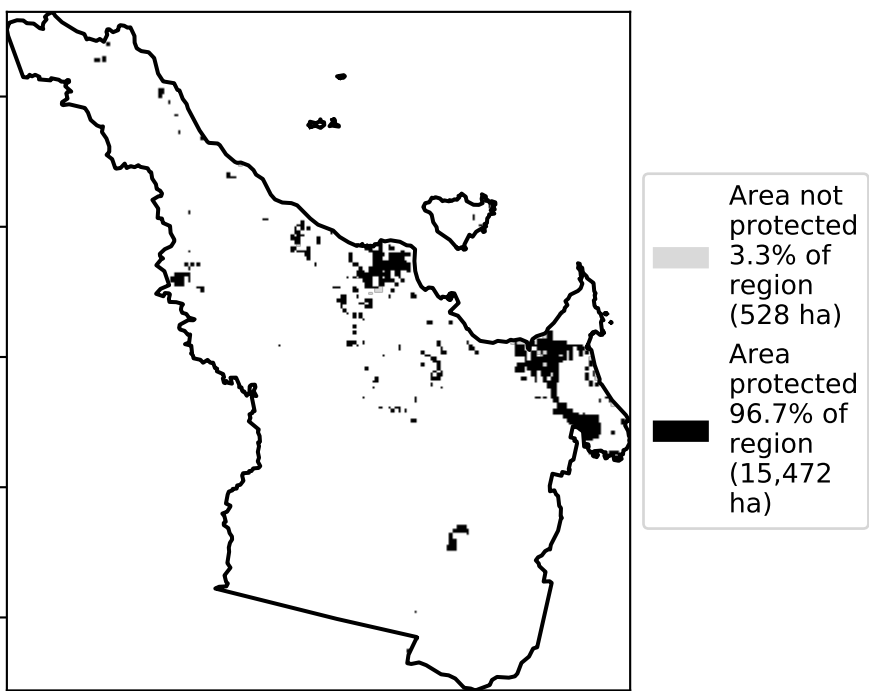 Area not
protected
3.3% of
region
(528 ha)
Area
protected
96.7% of
region
(15,472
ha)